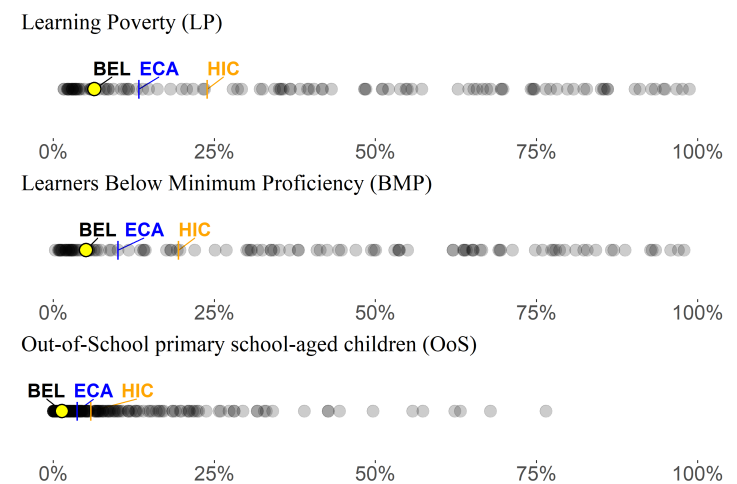 Learning Poverty (LP)
BEL ECA HIC
0% 25% 50% 75% 100%
Learners Below Minimum Proficiency (BMP)
BEL ECA HIC
0% 25% 50% 75% 100%
Out-of-School primary school-aged children (OoS)
BEL ECA HIC
0% 25% 50% 75% 100%